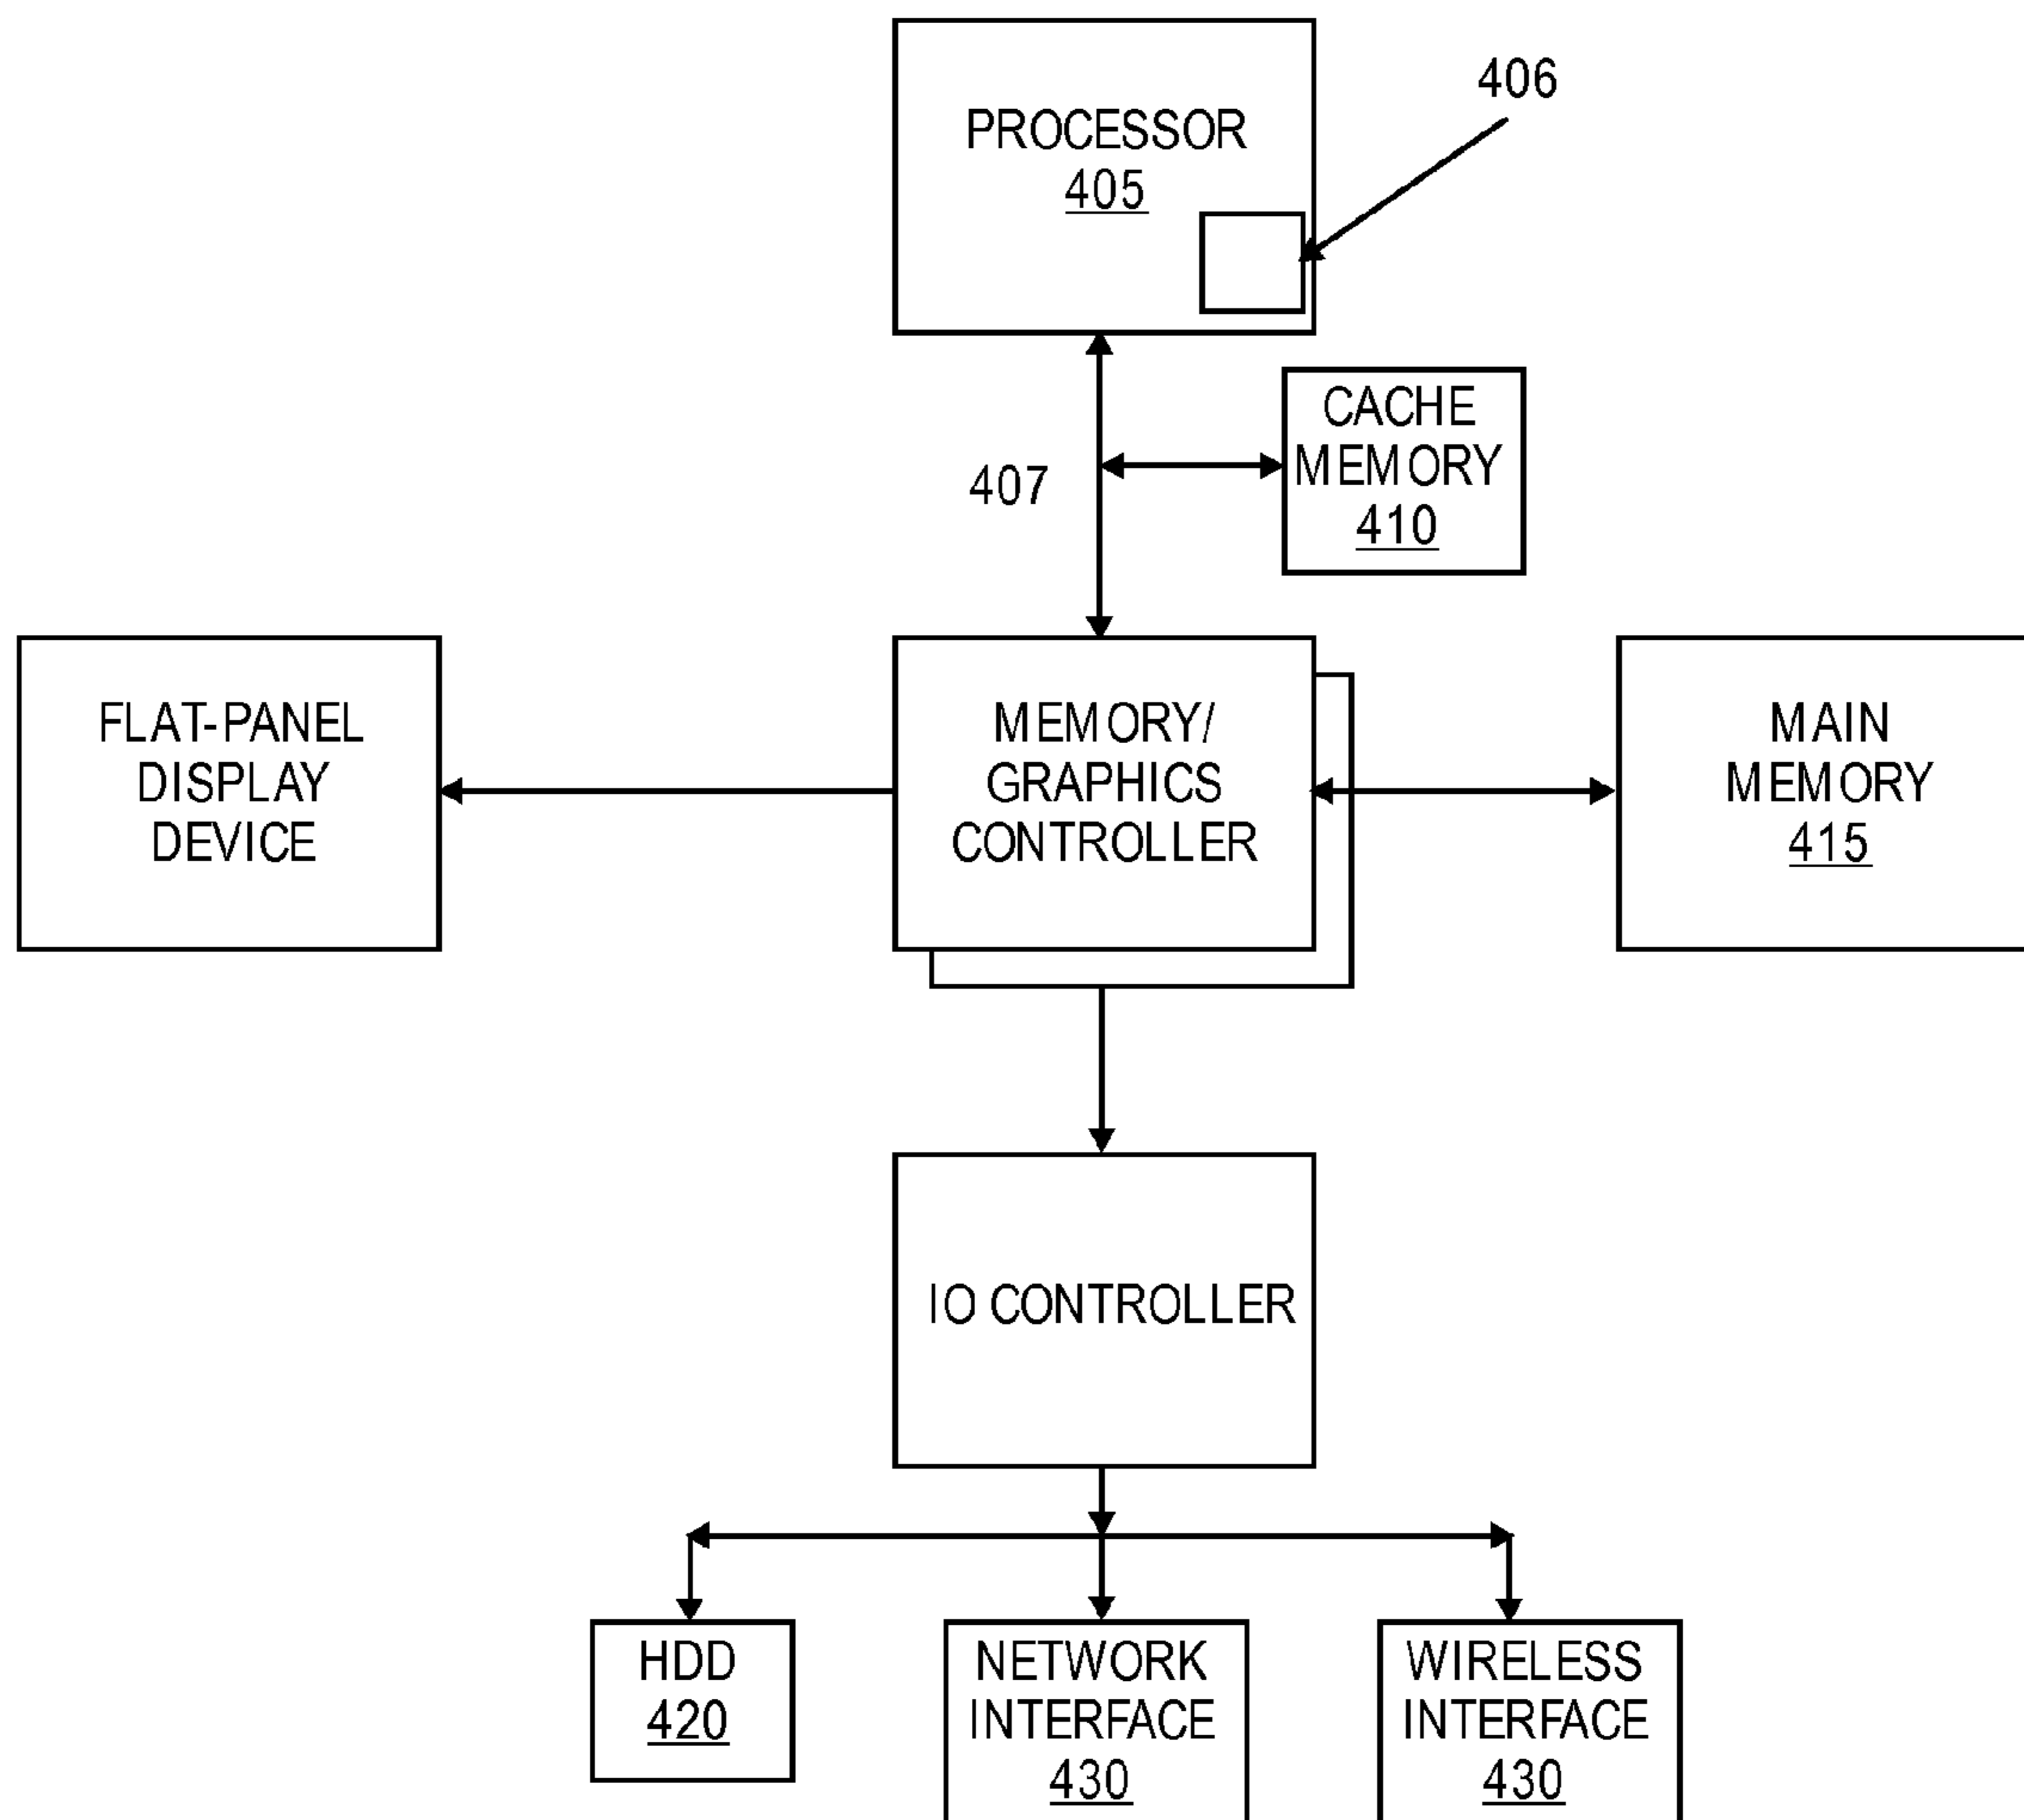 PROCESSOR
405
406
407
CACHE
MEMORY
410
FLAT-PANEL
DISPLAY
DEVICE
MEMORY/
GRAPHICS
CONTROLLER
MAIN
MEMORY
415
IO CONTROLLER
HDD
420
NETWORK
INTERFACE
430
WIRELESS
INTERFACE
430